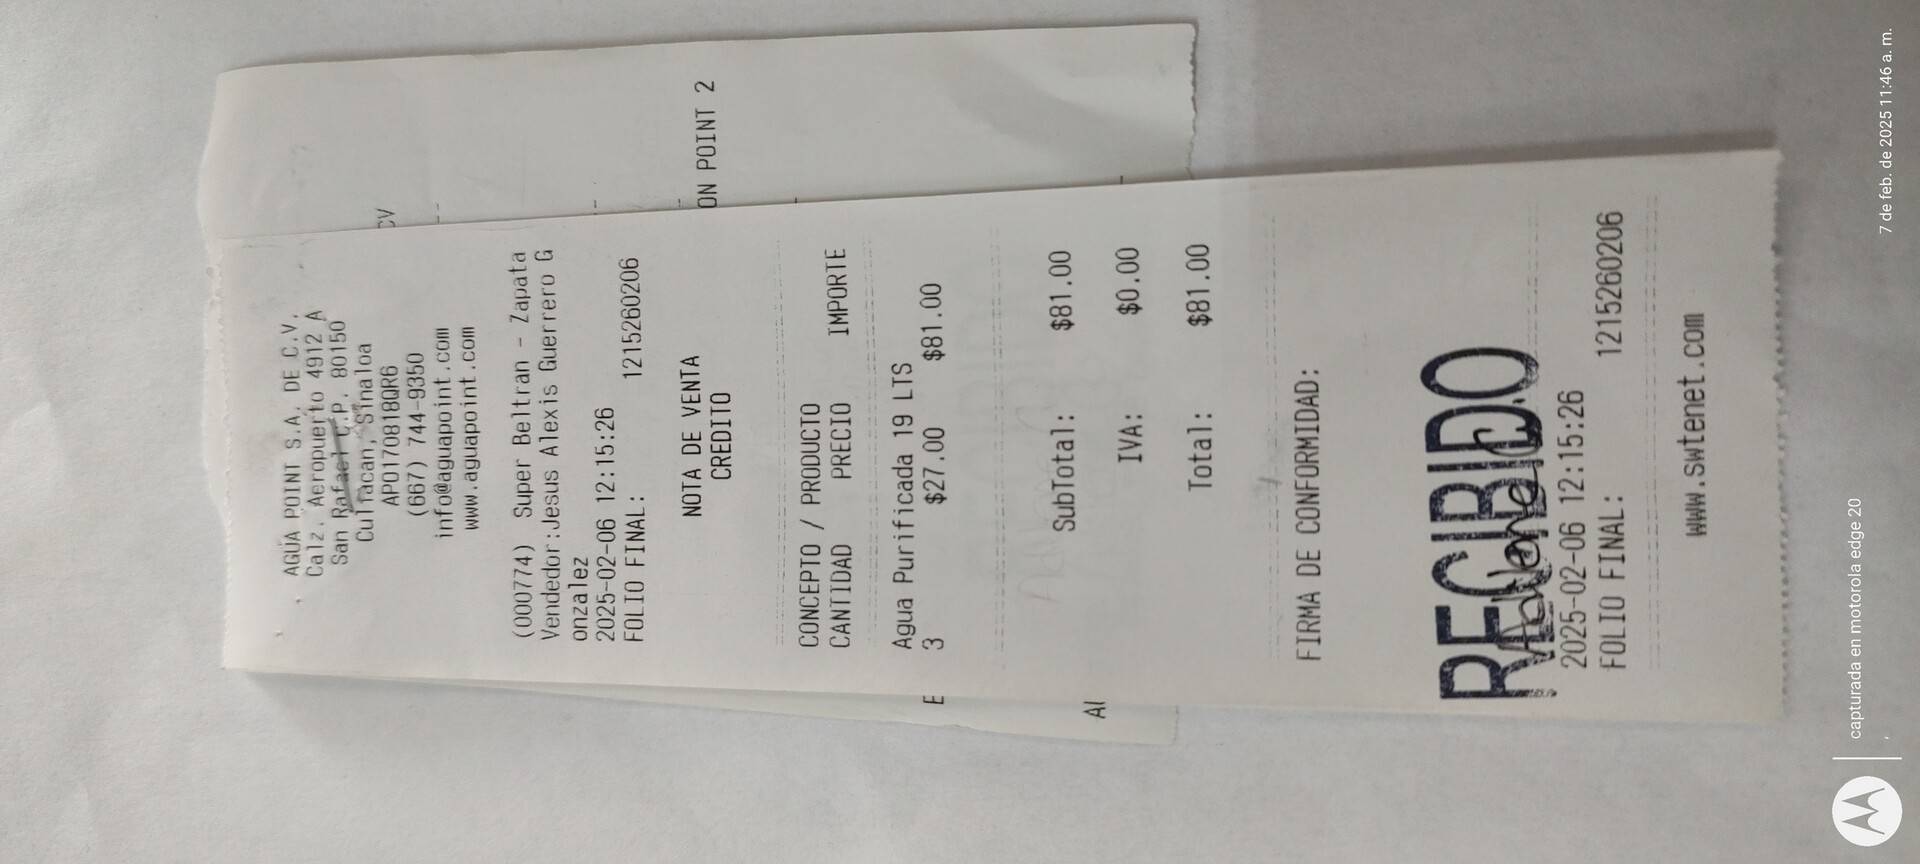 AGUA POINT S.A. DE C.V.
Calz. Aeropuerto 4912 A
San Rafael C.P. 80150
Culiacan, Sinaloa
APO170818QR6
(667) 744-9350
info@aguapoint.com
www.aguapoint.com
(000774) Super Beltran - Zapata
Vendedor:Jesus Alexis Guerrero G
onzalez
2025-02-06 12:15:26
FOLIO FINAL: 1215260206
NOTA DE VENTA
CREDITO
CONCEPTO / PRODUCTO
CANTIDAD PRECIO IMPORTE
Agua Purificada 19 LTS
3 $27.00 $81.00
SubTotal: $81.00
IVA: $0.00
Total: $81.00
FIRMA DE CONFORMIDAD:
RECIBIDO
2025-02-06 12:15:26
FOLIO FINAL: 1215260206
www.swtenet.com
CV
ON POINT 2
E
Al
capturada en motorola edge 20
7 de feb. de 2025 11:46 a. m.